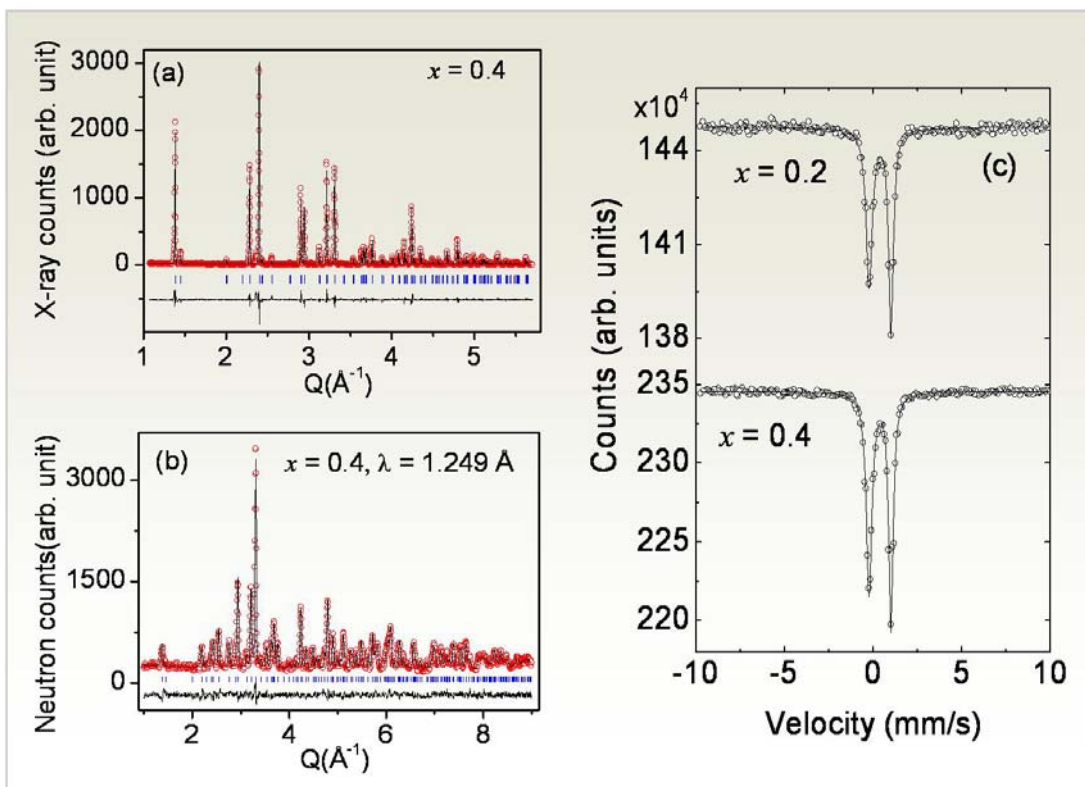 (a)
x = 0.4
X-ray counts (arb. unit)
3000
2000
1000
0
1 2 3 4 5
Q(Å⁻¹)
(b)
x = 0.4, λ = 1.249 Å
Neutron counts(arb. unit)
3000
1500
0
2 4 6 8
Q(Å⁻¹)
x10⁴
(c)
x = 0.2
x = 0.4
Counts (arb. units)
144
141
138
235
230
225
220
-10 -5 0 5 10
Velocity (mm/s)